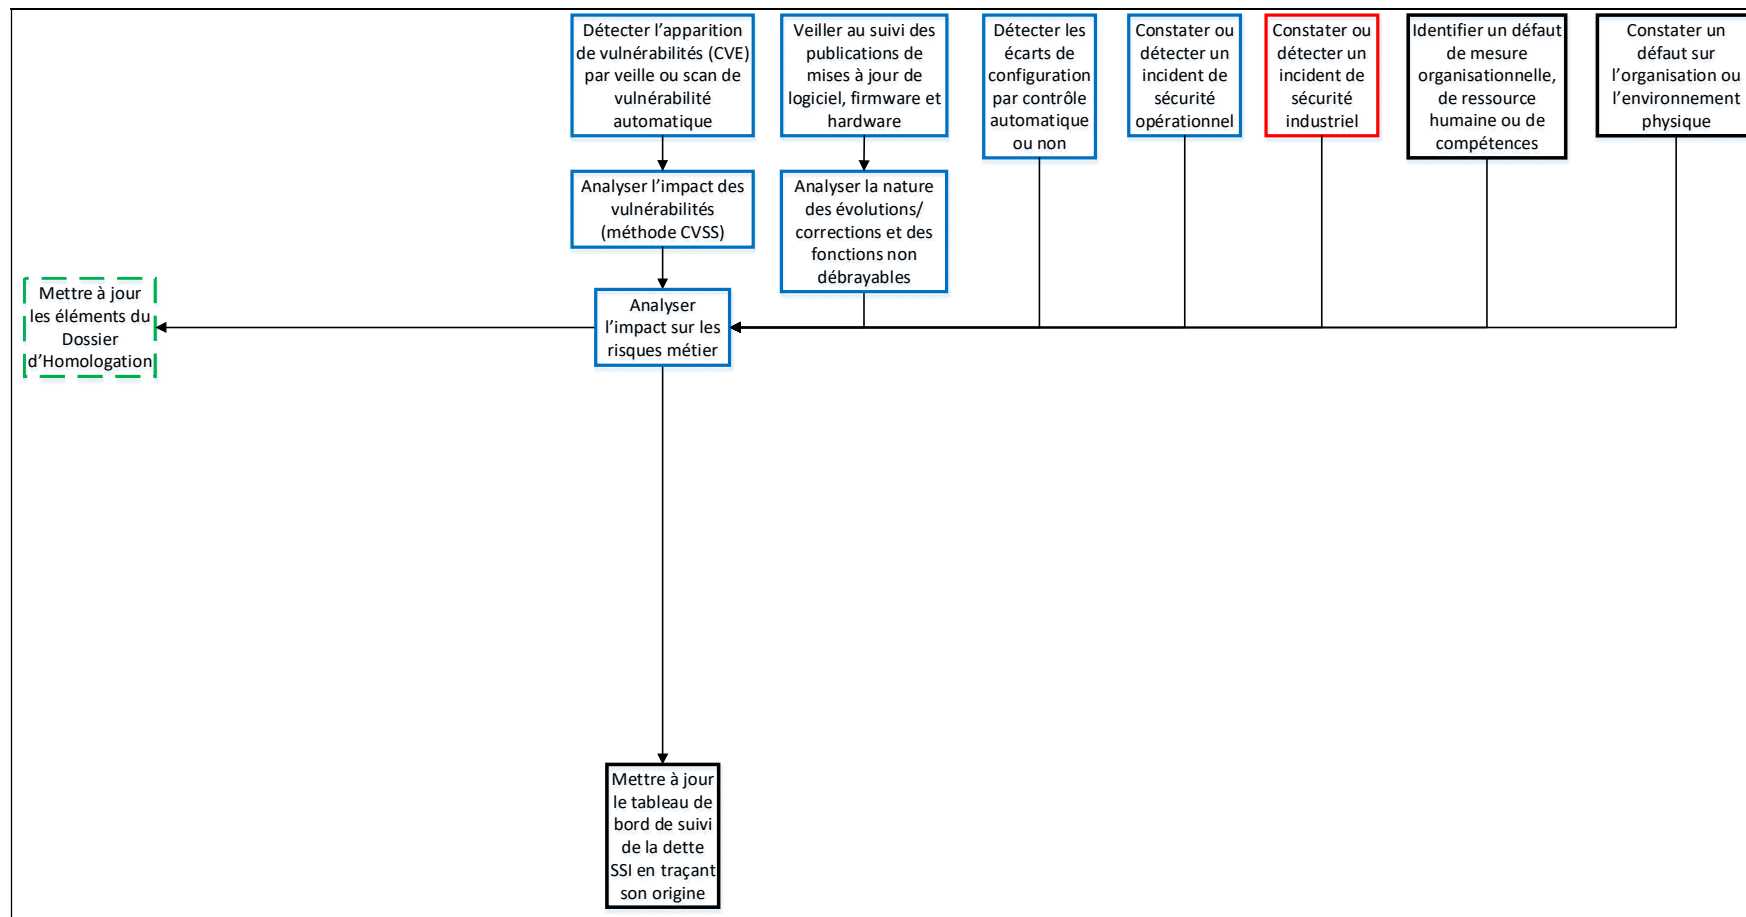 Détecter l’apparition
de vulnérabilités (CVE)
par veille ou scan de
vulnérabilité
automatique
Veiller au suivi des
publications de
mises à jour de
logiciel, firmware et
hardware
Détecter les
écarts de
configuration
par contrôle
automatique
ou non
Constater ou
détecter un
incident de
sécurité
opérationnel
Constater ou
détecter un
incident de
sécurité
industriel
Identifier un défaut
de mesure
organisationnelle,
de ressource
humaine ou de
compétences
Constater un
défaut sur
l’organisation ou
l’environnement
physique
Analyser l’impact des
vulnérabilités
(méthode CVSS)
Analyser la nature
des évolutions/
corrections et des
fonctions non
débrayables
Mettre à jour
les éléments du
Dossier
d’Homologation
Analyser
l’impact sur les
risques métier
Mettre à jour
le tableau de
bord de suivi
de la dette
SSI en traçant
son origine